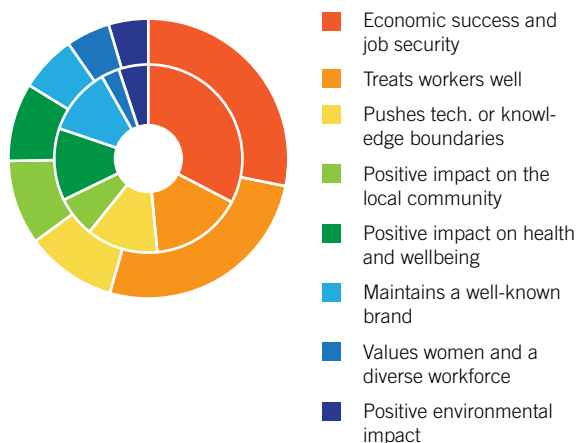 Economic success and
job security
Treats workers well
Pushes tech. or knowl-
edge boundaries
Positive impact on the
local community
Positive impact on health
and wellbeing
Maintains a well-known
brand
Values women and a
diverse workforce
Positive environmental
impact